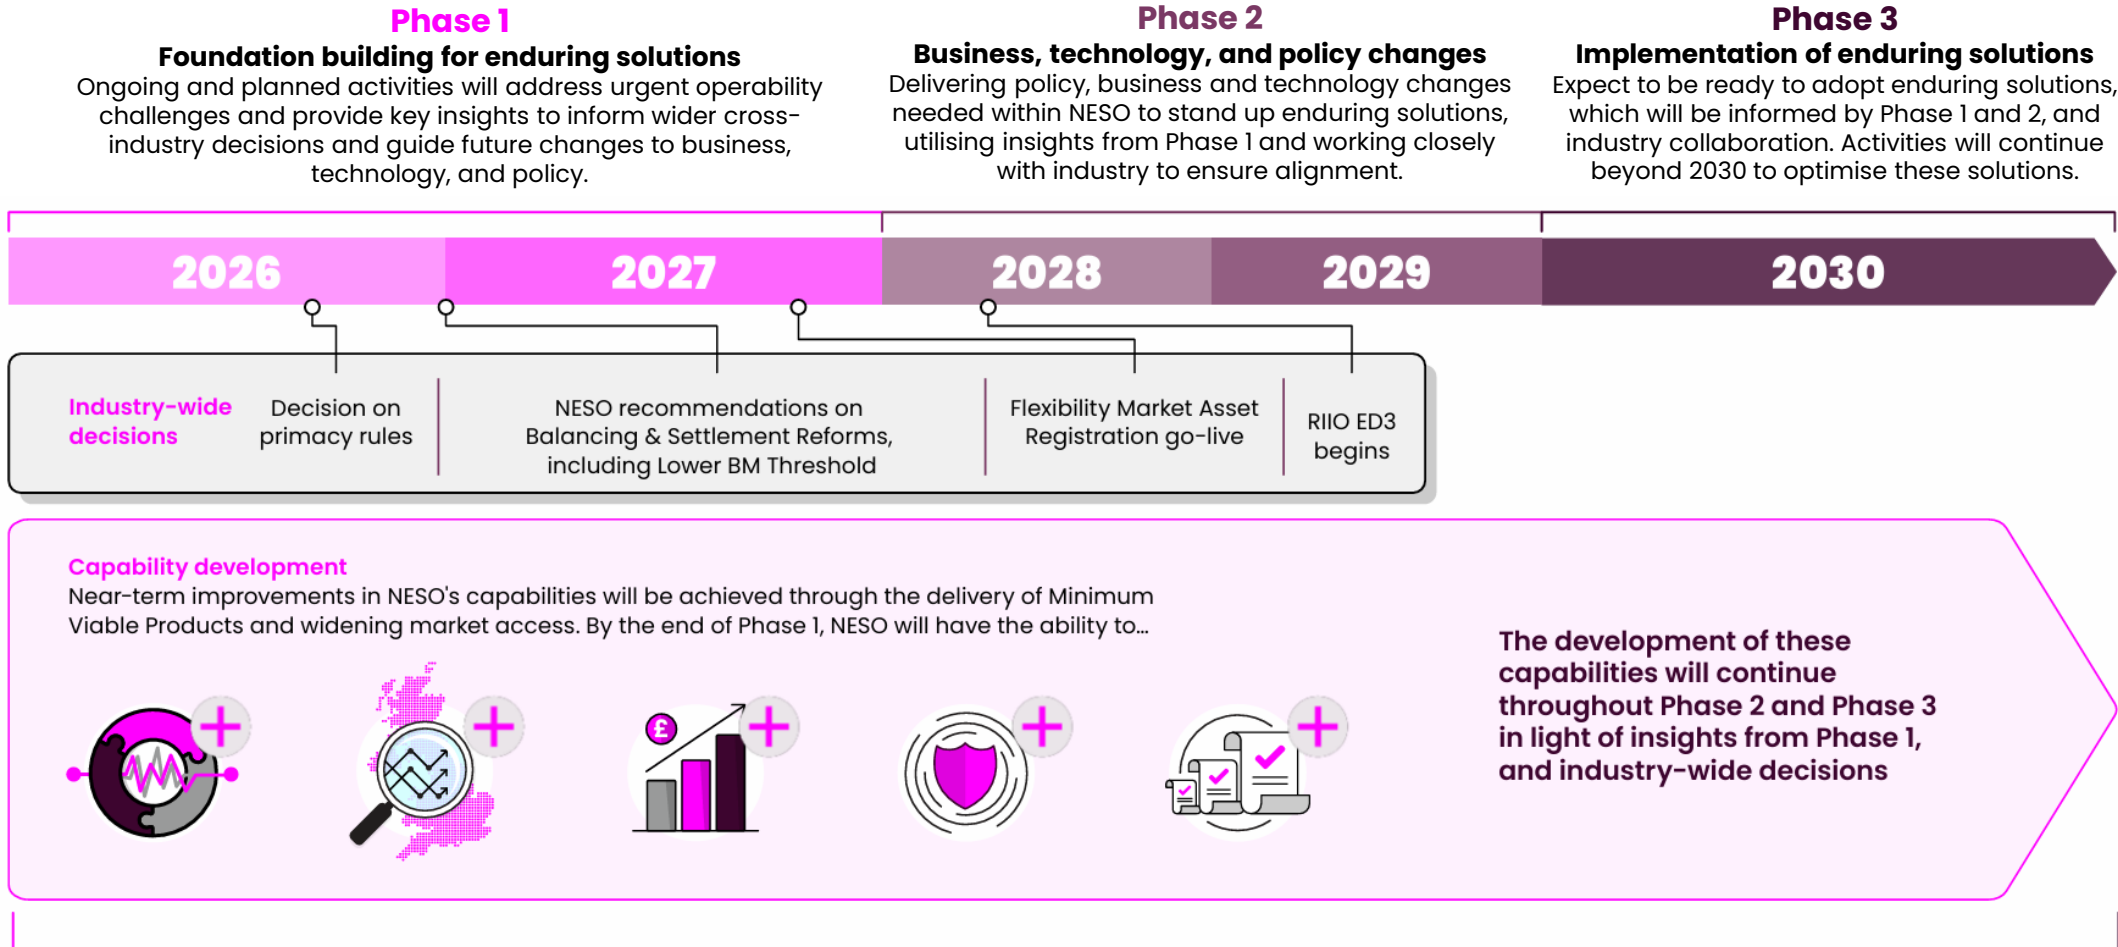 Phase 1
Foundation building for enduring solutions
Ongoing and planned activities will address urgent operability
challenges and provide key insights to inform wider cross-
industry decisions and guide future changes to business,
technology, and policy.
Phase 2
Business, technology, and policy changes
Delivering policy, business and technology changes
needed within NESO to stand up enduring solutions,
utilising insights from Phase 1 and working closely
with industry to ensure alignment.
Phase 3
Implementation of enduring solutions
Expect to be ready to adopt enduring solutions,
which will be informed by Phase 1 and 2, and
industry collaboration. Activities will continue
beyond 2030 to optimise these solutions.
2026
2027
2028
2029
2030
Industry-wide
decisions
Decision on
primacy rules
NESO recommendations on
Balancing & Settlement Reforms,
including Lower BM Threshold
Flexibility Market Asset
Registration go-live
RIIO ED3
begins
Capability development
Near-term improvements in NESO's capabilities will be achieved through the delivery of Minimum
Viable Products and widening market access. By the end of Phase 1, NESO will have the ability to...
£
The development of these
capabilities will continue
throughout Phase 2 and Phase 3
in light of insights from Phase 1,
and industry-wide decisions